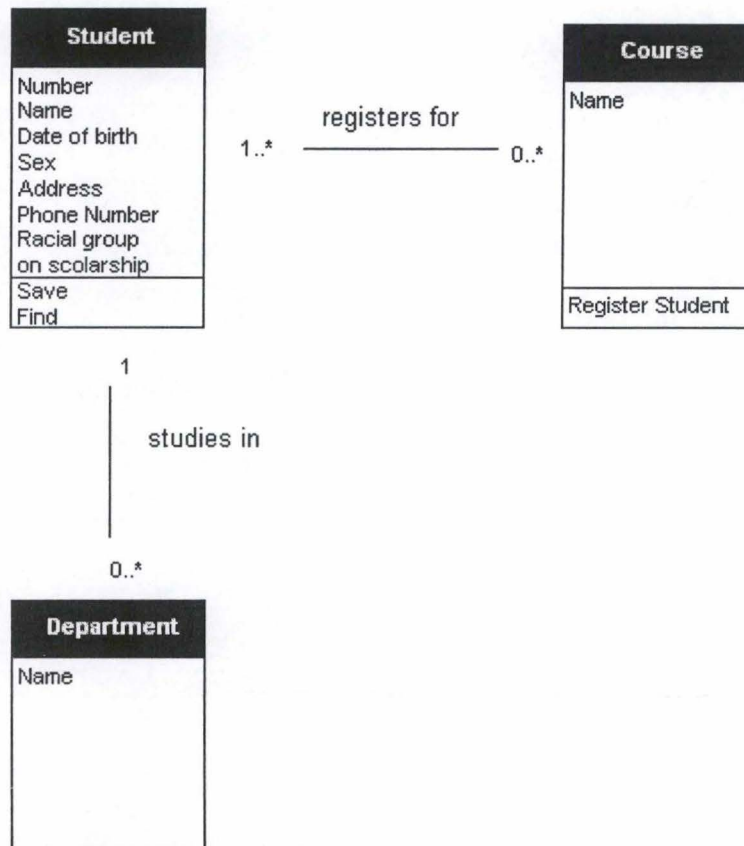 Student
Number
Name
Date of birth
Sex
Address
Phone Number
Racial group
on scolarship
Save
Find
1..*
registers for
0..*
Course
Name
Register Student
1
studies in
0..*
Department
Name